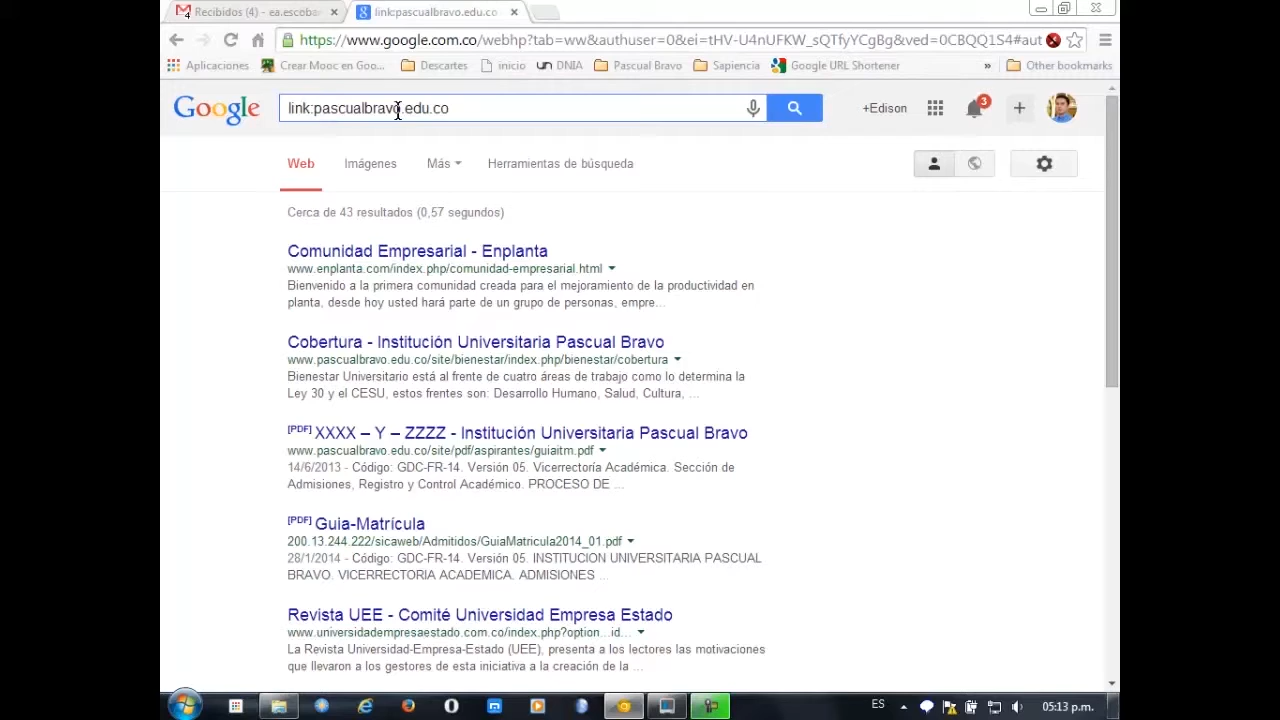 Recibidos (4) - ea.escoba
link:pascualbravo.edu.co
https://www.google.com.co/webhp?tab=ww&authuser=0&ei=tHV-U4nUFKW_sQTfyYCgBg&ved=0CBQQ1S4#aut
Aplicaciones
Crear Mooc en Goo...
Descartes
inicio
DNIA
Pascual Bravo
Sapiencia
Google URL Shortener
»
Other bookmarks
Google
link:pascualbravo.edu.co
+Edison
3
Web
Imágenes
Más
Herramientas de búsqueda
Cerca de 43 resultados (0,57 segundos)
Comunidad Empresarial - Enplanta
www.enplanta.com/index.php/comunidad-empresarial.html
Bienvenido a la primera comunidad creada para el mejoramiento de la productividad en
planta, desde hoy usted hará parte de un grupo de personas, empre...
Cobertura - Institución Universitaria Pascual Bravo
www.pascualbravo.edu.co/site/bienestar/index.php/bienestar/cobertura
Bienestar Universitario está al frente de cuatro áreas de trabajo como lo determina la
Ley 30 y el CESU, estos frentes son: Desarrollo Humano, Salud, Cultura, ...
[PDF] XXXX – Y – ZZZZ - Institución Universitaria Pascual Bravo
www.pascualbravo.edu.co/site/pdf/aspirantes/guiaitm.pdf
14/6/2013 - Código: GDC-FR-14. Versión 05. Vicerrectoría Académica. Sección de
Admisiones, Registro y Control Académico. PROCESO DE ...
[PDF] Guia-Matrícula
200.13.244.222/sicaweb/Admitidos/GuiaMatricula2014_01.pdf
28/1/2014 - Código: GDC-FR-14. Versión 05. INSTITUCION UNIVERSITARIA PASCUAL
BRAVO. VICERRECTORIA ACADEMICA. ADMISIONES ...
Revista UEE - Comité Universidad Empresa Estado
www.universidadempresaestado.com.co/index.php?option...id...
La Revista Universidad-Empresa-Estado (UEE), presenta a los lectores las motivaciones
que llevaron a los gestores de esta iniciativa a la creación de la ...
ES
05:13 p.m.